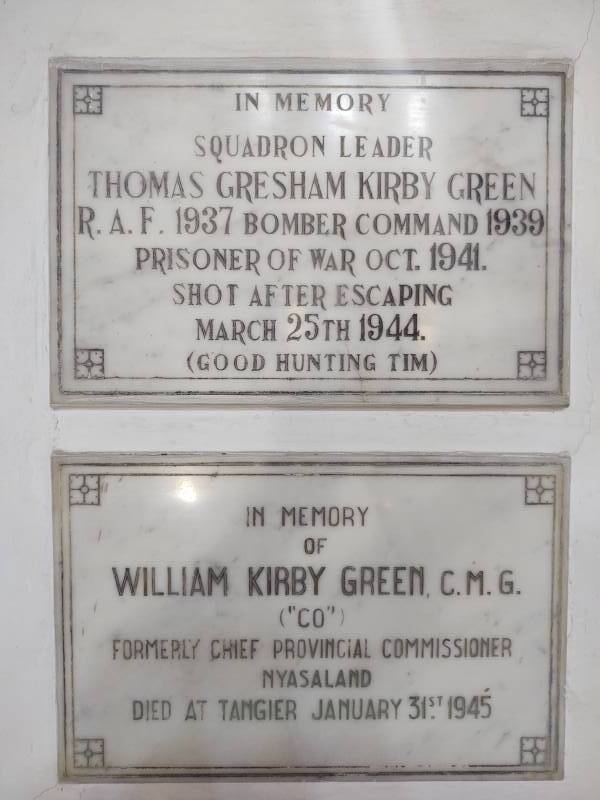 IN MEMORY
SQUADRON LEADER
THOMAS GRESHAM KIRBY GREEN
R. A. F. 1937 BOMBER COMMAND 1939
PRISONER OF WAR OCT. 1941.
SHOT AFTER ESCAPING
MARCH 25TH 1944.
(GOOD HUNTING TIM)
IN MEMORY
OF
WILLIAM KIRBY GREEN, C.M.G.
("CO")
FORMERLY CHIEF PROVINCIAL COMMISSIONER
NYASALAND
DIED AT TANGIER JANUARY 31ST 1945